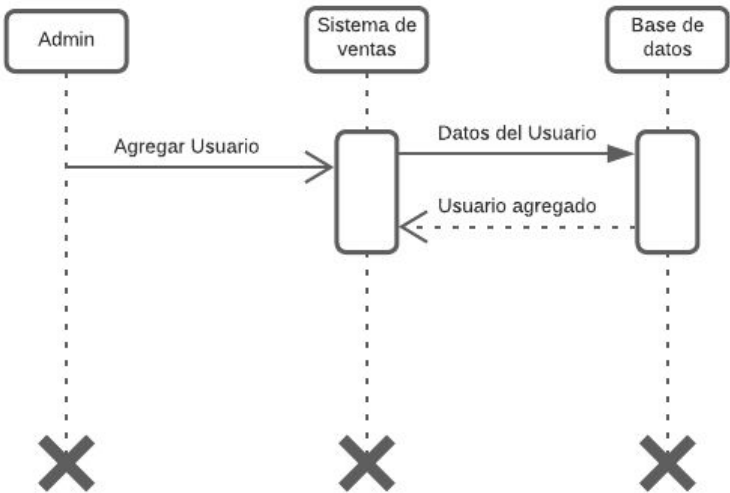 Admin
Sistema de
ventas
Base de
datos
Agregar Usuario
Datos del Usuario
Usuario agregado